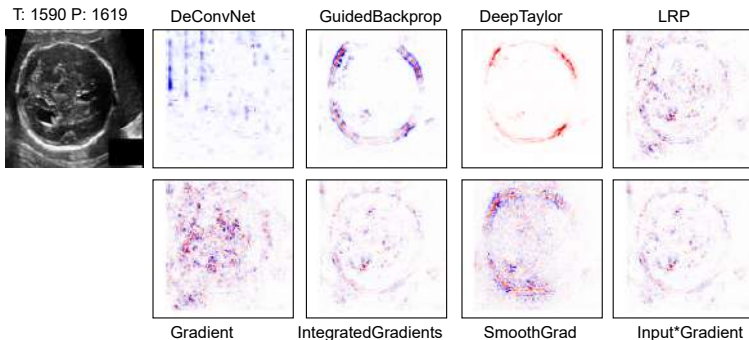 T: 1590 P: 1619 DeConvNet GuidedBackprop DeepTaylor LRP
Gradient IntegratedGradients SmoothGrad Input*Gradient